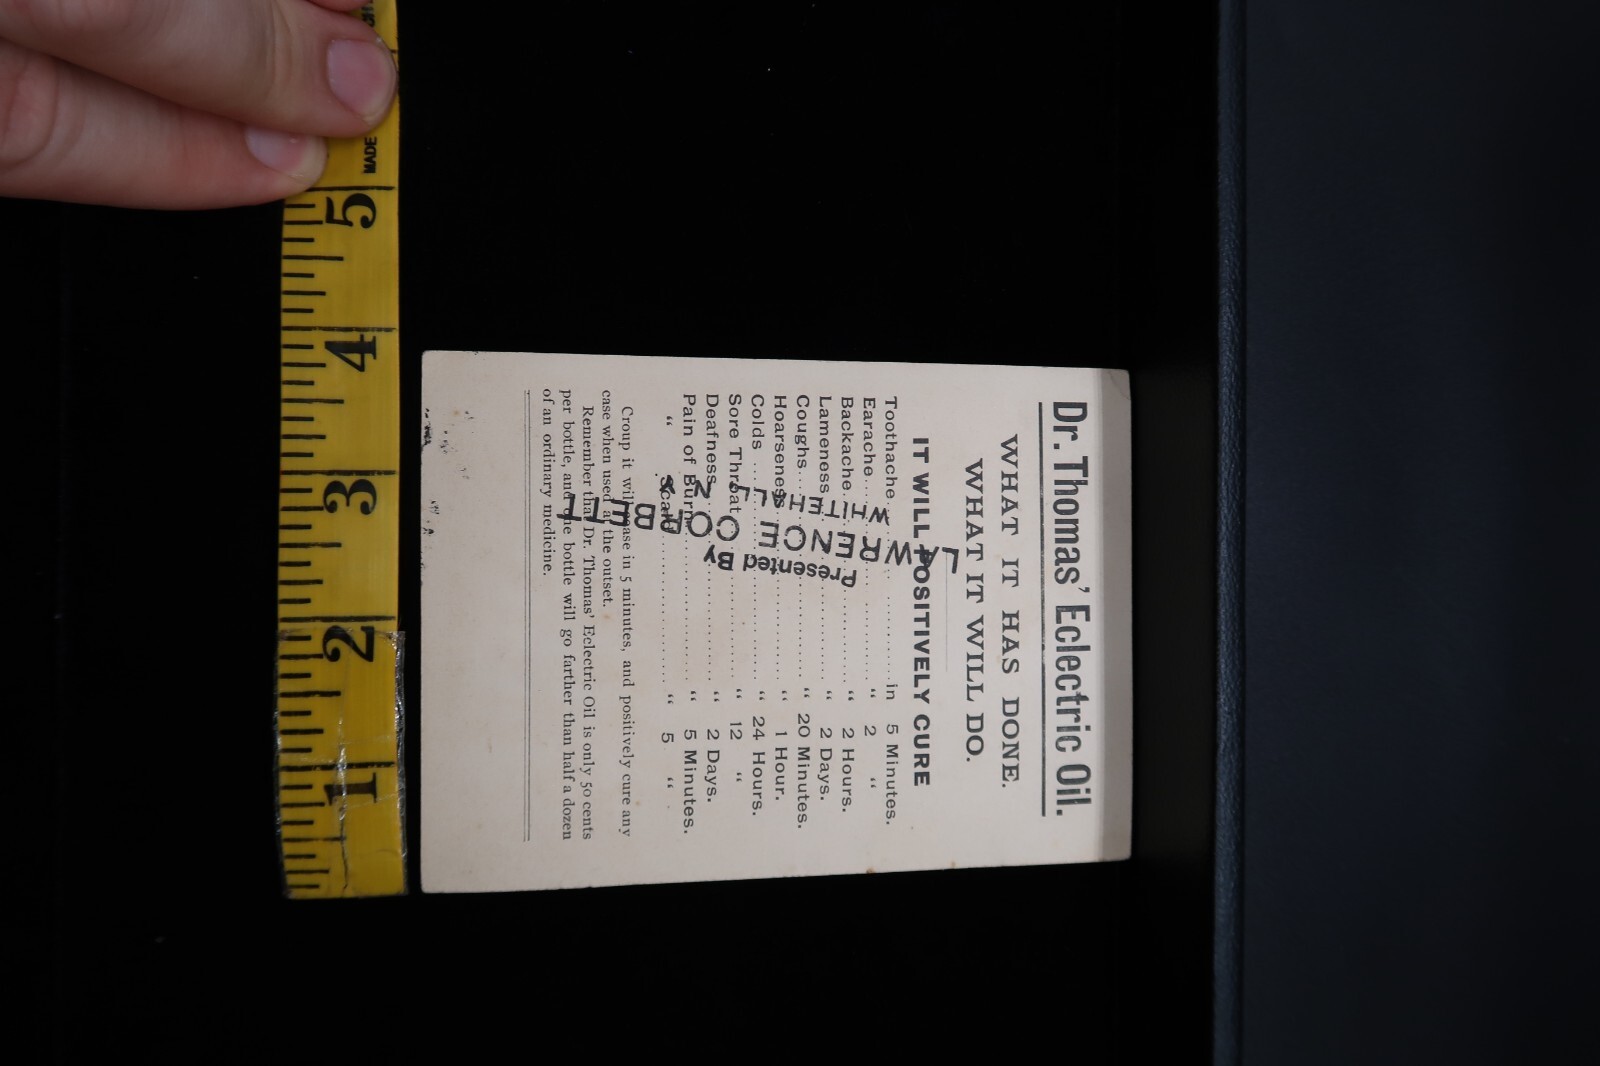 Dr. Thomas' Eclectric Oil.
WHAT IT HAS DONE.
WHAT IT WILL DO.
IT WILL POSITIVELY CURE
Toothache.......... in 5 Minutes.
Earache.......... “ 2 “
Backache.......... “ 2 Hours.
Lameness.......... “ 2 Days.
Coughs.......... “ 20 Minutes.
Hoarseness.......... “ 1 Hour.
Colds.......... “ 24 Hours.
Sore Throat.......... “ 12 “
Deafness.......... “ 2 Days.
Pain of Burn.......... “ 5 Minutes.
“ Scald.......... “ 5 “
Croup it will ease in 5 minutes, and positively cure any
case when used at the outset.
Remember that Dr. Thomas' Eclectric Oil is only 50 cents
per bottle, and one bottle will go farther than half a dozen
of an ordinary medicine.
Presented By
LAWRENCE CORBETT
WHITEHALL N. Y.
MADE
5
4
3
2
1